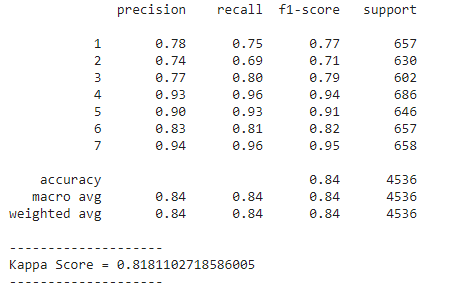 precision recall f1-score support
1 0.78 0.75 0.77 657
2 0.74 0.69 0.71 630
3 0.77 0.80 0.79 602
4 0.93 0.96 0.94 686
5 0.90 0.93 0.91 646
6 0.83 0.81 0.82 657
7 0.94 0.96 0.95 658
accuracy 0.84 4536
macro avg 0.84 0.84 0.84 4536
weighted avg 0.84 0.84 0.84 4536
--------------------
Kappa Score = 0.8181102718586005
--------------------